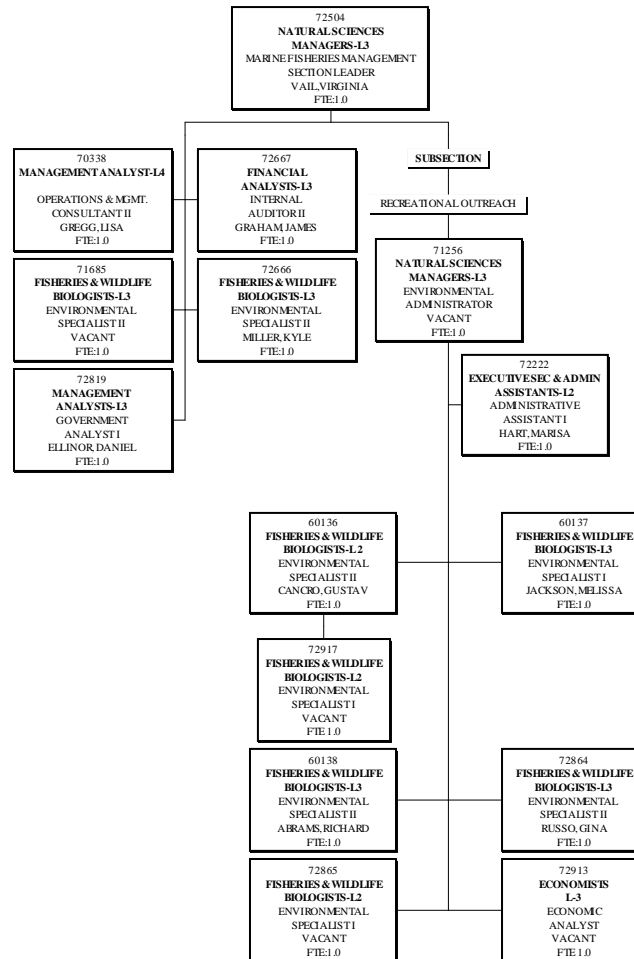 72504
NATURAL SCIENCES
MANAGERS-L3
MARINE FISHERIES MANAGEMENT
SECTION LEADER
VAIL, VIRGINIA
FTE:1.0
70338
MANAGEMENT ANALYST-L4
OPERATIONS & MGMT.
CONSULTANT II
GREGG, LISA
FTE:1.0
72667
FINANCIAL
ANALYSTS-L3
INTERNAL
AUDITOR II
GRAHAM, JAMES
FTE:1.0
SUBSECTION
RECREATIONAL OUTREACH
71256
NATURAL SCIENCES
MANAGERS-L3
ENVIRONMENTAL
ADMINISTRATOR
VACANT
FTE:1.0
71685
FISHERIES & WILDLIFE
BIOLOGISTS-L3
ENVIRONMENTAL
SPECIALIST II
VACANT
FTE:1.0
72666
FISHERIES & WILDLIFE
BIOLOGISTS-L3
ENVIRONMENTAL
SPECIALIST II
MILLER, KYLE
FTE:1.0
72819
MANAGEMENT
ANALYSTS-L3
GOVERNMENT
ANALYST I
ELLINOR, DANIEL
FTE:1.0
72222
EXECUTIVE SEC & ADMIN
ASSISTANTS-L2
ADMINISTRATIVE
ASSISTANT I
HART, MARISA
FTE:1.0
60136
FISHERIES & WILDLIFE
BIOLOGISTS-L2
ENVIRONMENTAL
SPECIALIST II
CANCRO, GUSTAV
FTE:1.0
60137
FISHERIES & WILDLIFE
BIOLOGISTS-L3
ENVIRONMENTAL
SPECIALIST I
JACKSON, MELISSA
FTE:1.0
72917
FISHERIES & WILDLIFE
BIOLOGISTS-L2
ENVIRONMENTAL
SPECIALIST I
VACANT
FTE 1.0
60138
FISHERIES & WILDLIFE
BIOLOGISTS-L3
ENVIRONMENTAL
SPECIALIST II
ABRAMS, RICHARD
FTE:1.0
72864
FISHERIES & WILDLIFE
BIOLOGISTS-L3
ENVIRONMENTAL
SPECIALIST II
RUSSO, GINA
FTE:1.0
72865
FISHERIES & WILDLIFE
BIOLOGISTS-L2
ENVIRONMENTAL
SPECIALIST I
VACANT
FTE:1.0
72913
ECONOMISTS
L-3
ECONOMIC
ANALYST
VACANT
FTE 1.0